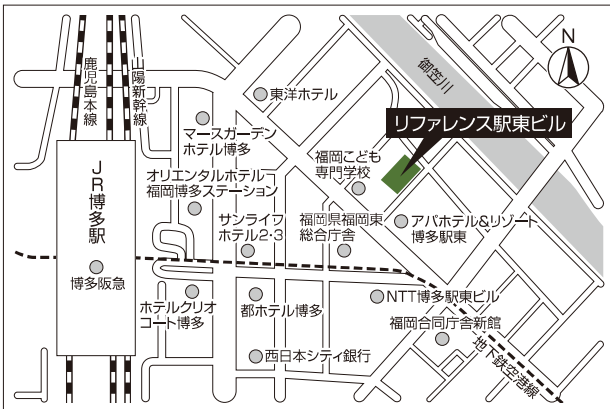 鹿児島本線
山陽新幹線
御笠川
N
東洋ホテル
マースガーデン
ホテル博多
リファレンス駅東ビル
福岡こども
専門学校
オリエンタルホテル
福岡博多ステーション
JR博多駅
サンライフ
ホテル2・3
福岡県福岡東
総合庁舎
アパホテル&リゾート
博多駅東
博多阪急
ホテルクリオ
コート博多
都ホテル博多
NTT博多駅東ビル
福岡合同庁舎新館
西日本シティ銀行
地下鉄空港線